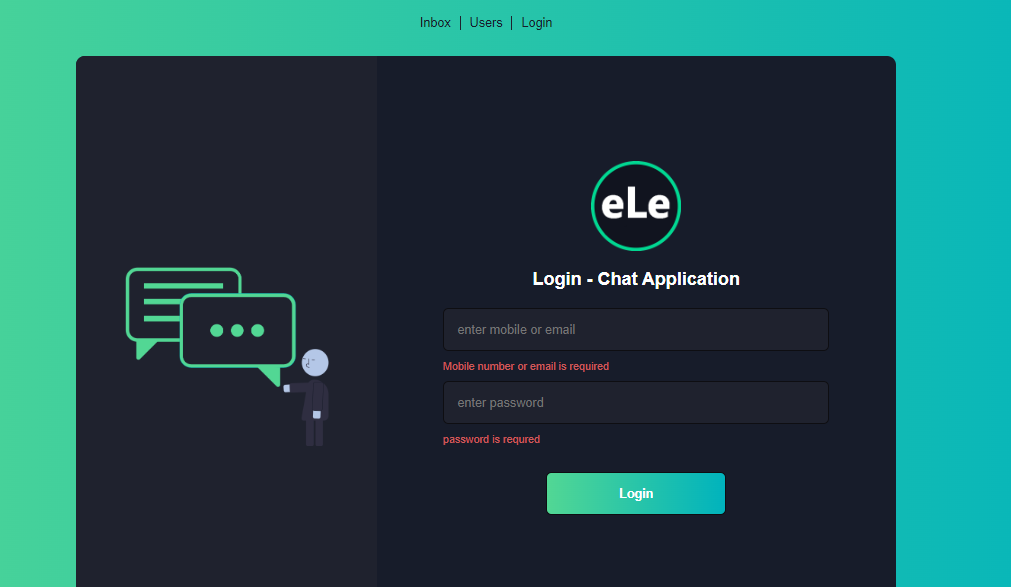 Inbox | Users | Login
eLe
Login - Chat Application
enter mobile or email
Mobile number or email is required
enter password
password is requred
Login